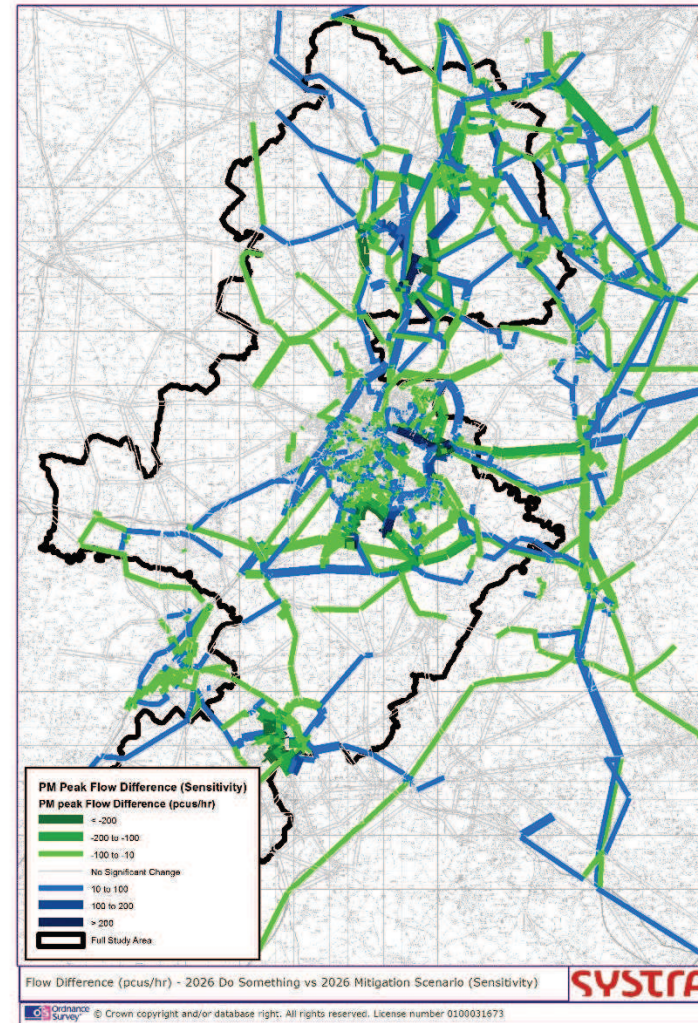 PM Peak Flow Difference (Sensitivity)
PM peak Flow Difference (pcus/hr)
< -200
-200 to -100
-100 to -10
No Significant Change
10 to 100
100 to 200
> 200
Full Study Area
Flow Difference (pcus/hr) - 2026 Do Something vs 2026 Mitigation Scenario (Sensitivity)
SYSTRA
OS Ordnance Survey © Crown copyright and/or database right. All rights reserved. License number 0100031673